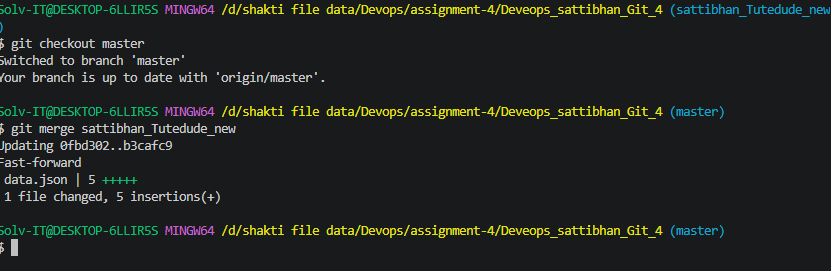 Solv-IT@DESKTOP-6LLIR5S MINGW64 /d/shakti file data/Devops/assignment-4/Deveops_sattibhan_Git_4 (sattibhan_Tutedude_new
)
$ git checkout master
Switched to branch 'master'
Your branch is up to date with 'origin/master'.

Solv-IT@DESKTOP-6LLIR5S MINGW64 /d/shakti file data/Devops/assignment-4/Deveops_sattibhan_Git_4 (master)
$ git merge sattibhan_Tutedude_new
Updating 0fbd302..b3cafc9
Fast-forward
 data.json | 5 +++++
 1 file changed, 5 insertions(+)

Solv-IT@DESKTOP-6LLIR5S MINGW64 /d/shakti file data/Devops/assignment-4/Deveops_sattibhan_Git_4 (master)
$